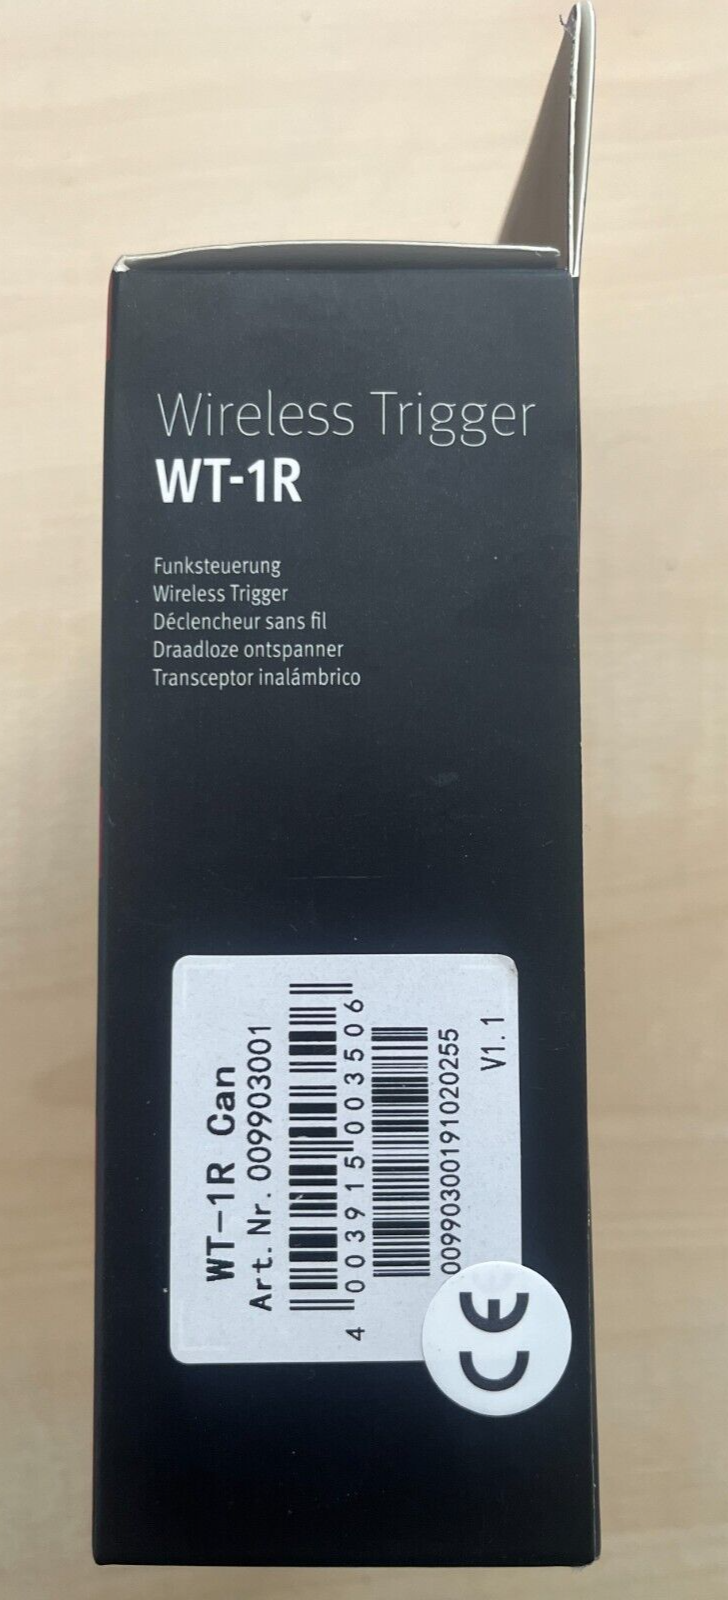 Wireless Trigger
WT-1R
Funksteuerung
Wireless Trigger
Déclencheur sans fil
Draadloze ontspanner
Transceptor inalámbrico
WT-1R Can
Art.Nr.009903001
4 003915 003506
00990300191020255
V1.1
CE